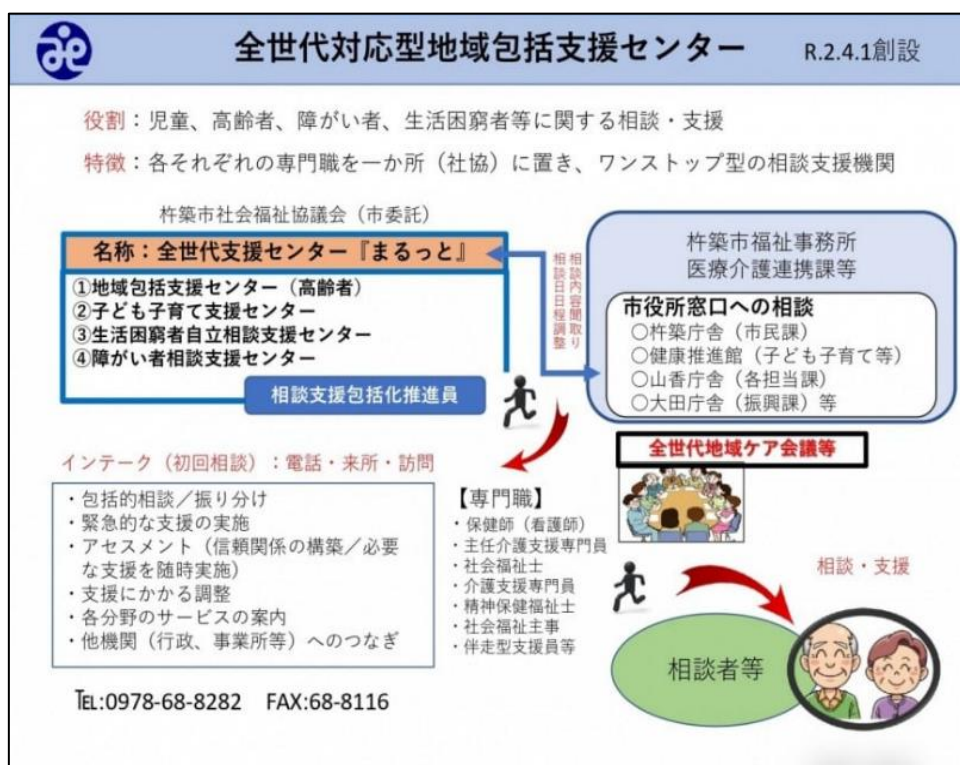 全世代対応型地域包括支援センター R.2.4.1創設
役割：児童、高齢者、障がい者、生活困窮者等に関する相談・支援
特徴：各それぞれの専門職を一か所（社協）に置き、ワンストップ型の相談支援機関
杵築市社会福祉協議会（市委託）
名称：全世代支援センター『まるっと』
①地域包括支援センター（高齢者）
②子ども子育て支援センター
③生活困窮者自立相談支援センター
④障がい者相談支援センター
相談支援包括化推進員
相談内容聞取り
相談日日程調整
杵築市福祉事務所
医療介護連携課等
市役所窓口への相談
○杵築庁舎（市民課）
○健康推進館（子ども子育て等）
○山香庁舎（各担当課）
○大田庁舎（振興課）等
全世代地域ケア会議等
インテーク（初回相談）：電話・来所・訪問
・包括的相談／振り分け
・緊急的な支援の実施
・アセスメント（信頼関係の構築／必要
な支援を随時実施）
・支援にかかる調整
・各分野のサービスの案内
・他機関（行政、事業所等）へのつなぎ
【専門職】
・保健師（看護師）
・主任介護支援専門員
・社会福祉士
・介護支援専門員
・精神保健福祉士
・社会福祉主事
・伴走型支援員等
相談・支援
相談者等
℡:0978-68-8282 FAX:68-8116